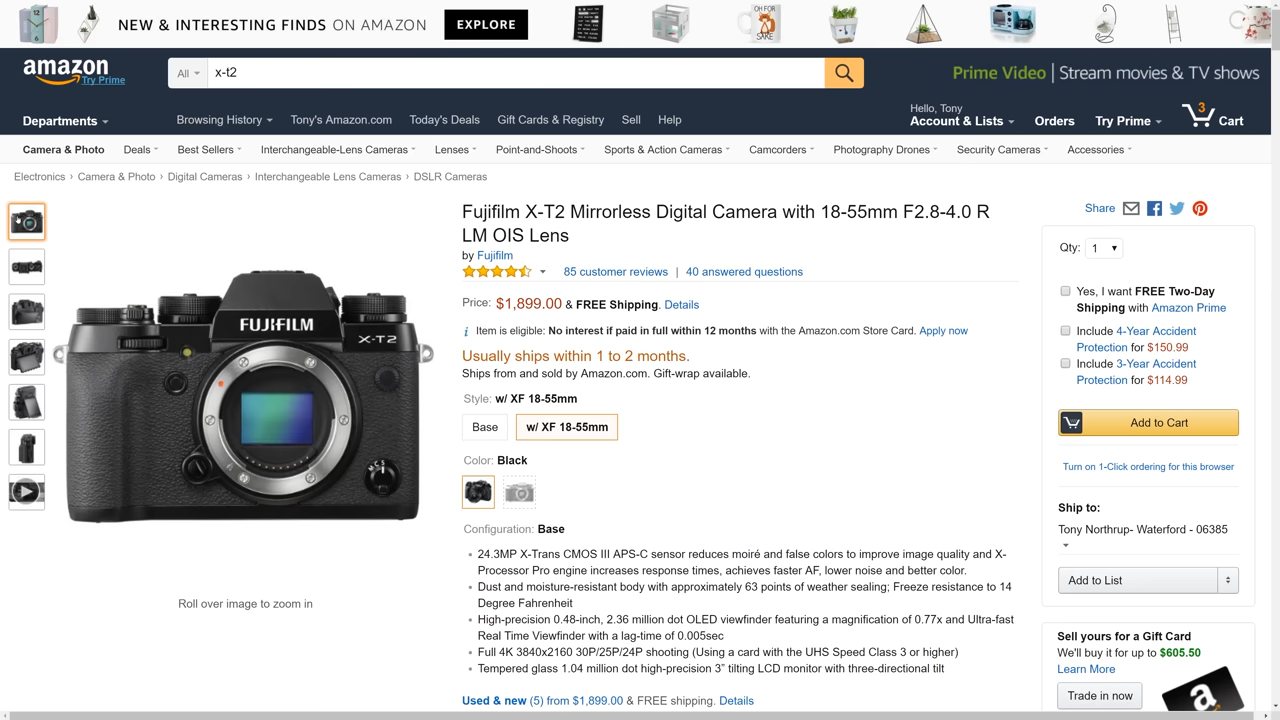 NEW & INTERESTING FINDS ON AMAZON EXPLORE
OH FOR
SAKE
amazon
Try Prime
All x-t2
Prime Video | Stream movies & TV shows
Departments
Browsing History Tony's Amazon.com Today's Deals Gift Cards & Registry Sell Help
Hello, Tony
Account & Lists Orders Try Prime 3 Cart
Camera & Photo Deals Best Sellers Interchangeable-Lens Cameras Lenses Point-and-Shoots Sports & Action Cameras Camcorders Photography Drones Security Cameras Accessories
Electronics › Camera & Photo › Digital Cameras › Interchangeable Lens Cameras › DSLR Cameras
FUJIFILM
X-T2
Roll over image to zoom in
Fujifilm X-T2 Mirrorless Digital Camera with 18-55mm F2.8-4.0 R
LM OIS Lens
by Fujifilm
85 customer reviews | 40 answered questions
Price: $1,899.00 & FREE Shipping. Details
i Item is eligible: No interest if paid in full within 12 months with the Amazon.com Store Card. Apply now
Usually ships within 1 to 2 months.
Ships from and sold by Amazon.com. Gift-wrap available.
Style: w/ XF 18-55mm
Base w/ XF 18-55mm
Color: Black
Configuration: Base
• 24.3MP X-Trans CMOS III APS-C sensor reduces moiré and false colors to improve image quality and X-
Processor Pro engine increases response times, achieves faster AF, lower noise and better color.
• Dust and moisture-resistant body with approximately 63 points of weather sealing; Freeze resistance to 14
Degree Fahrenheit
• High-precision 0.48-inch, 2.36 million dot OLED viewfinder featuring a magnification of 0.77x and Ultra-fast
Real Time Viewfinder with a lag-time of 0.005sec
• Full 4K 3840x2160 30P/25P/24P shooting (Using a card with the UHS Speed Class 3 or higher)
• Tempered glass 1.04 million dot high-precision 3” tilting LCD monitor with three-directional tilt
Used & new (5) from $1,899.00 & FREE shipping. Details
Share
Qty: 1
Yes, I want FREE Two-Day
Shipping with Amazon Prime
Include 4-Year Accident
Protection for $150.99
Include 3-Year Accident
Protection for $114.99
Add to Cart
Turn on 1-Click ordering for this browser
Ship to:
Tony Northrup- Waterford - 06385
Add to List
Sell yours for a Gift Card
We'll buy it for up to $605.50
Learn More
Trade in now
a